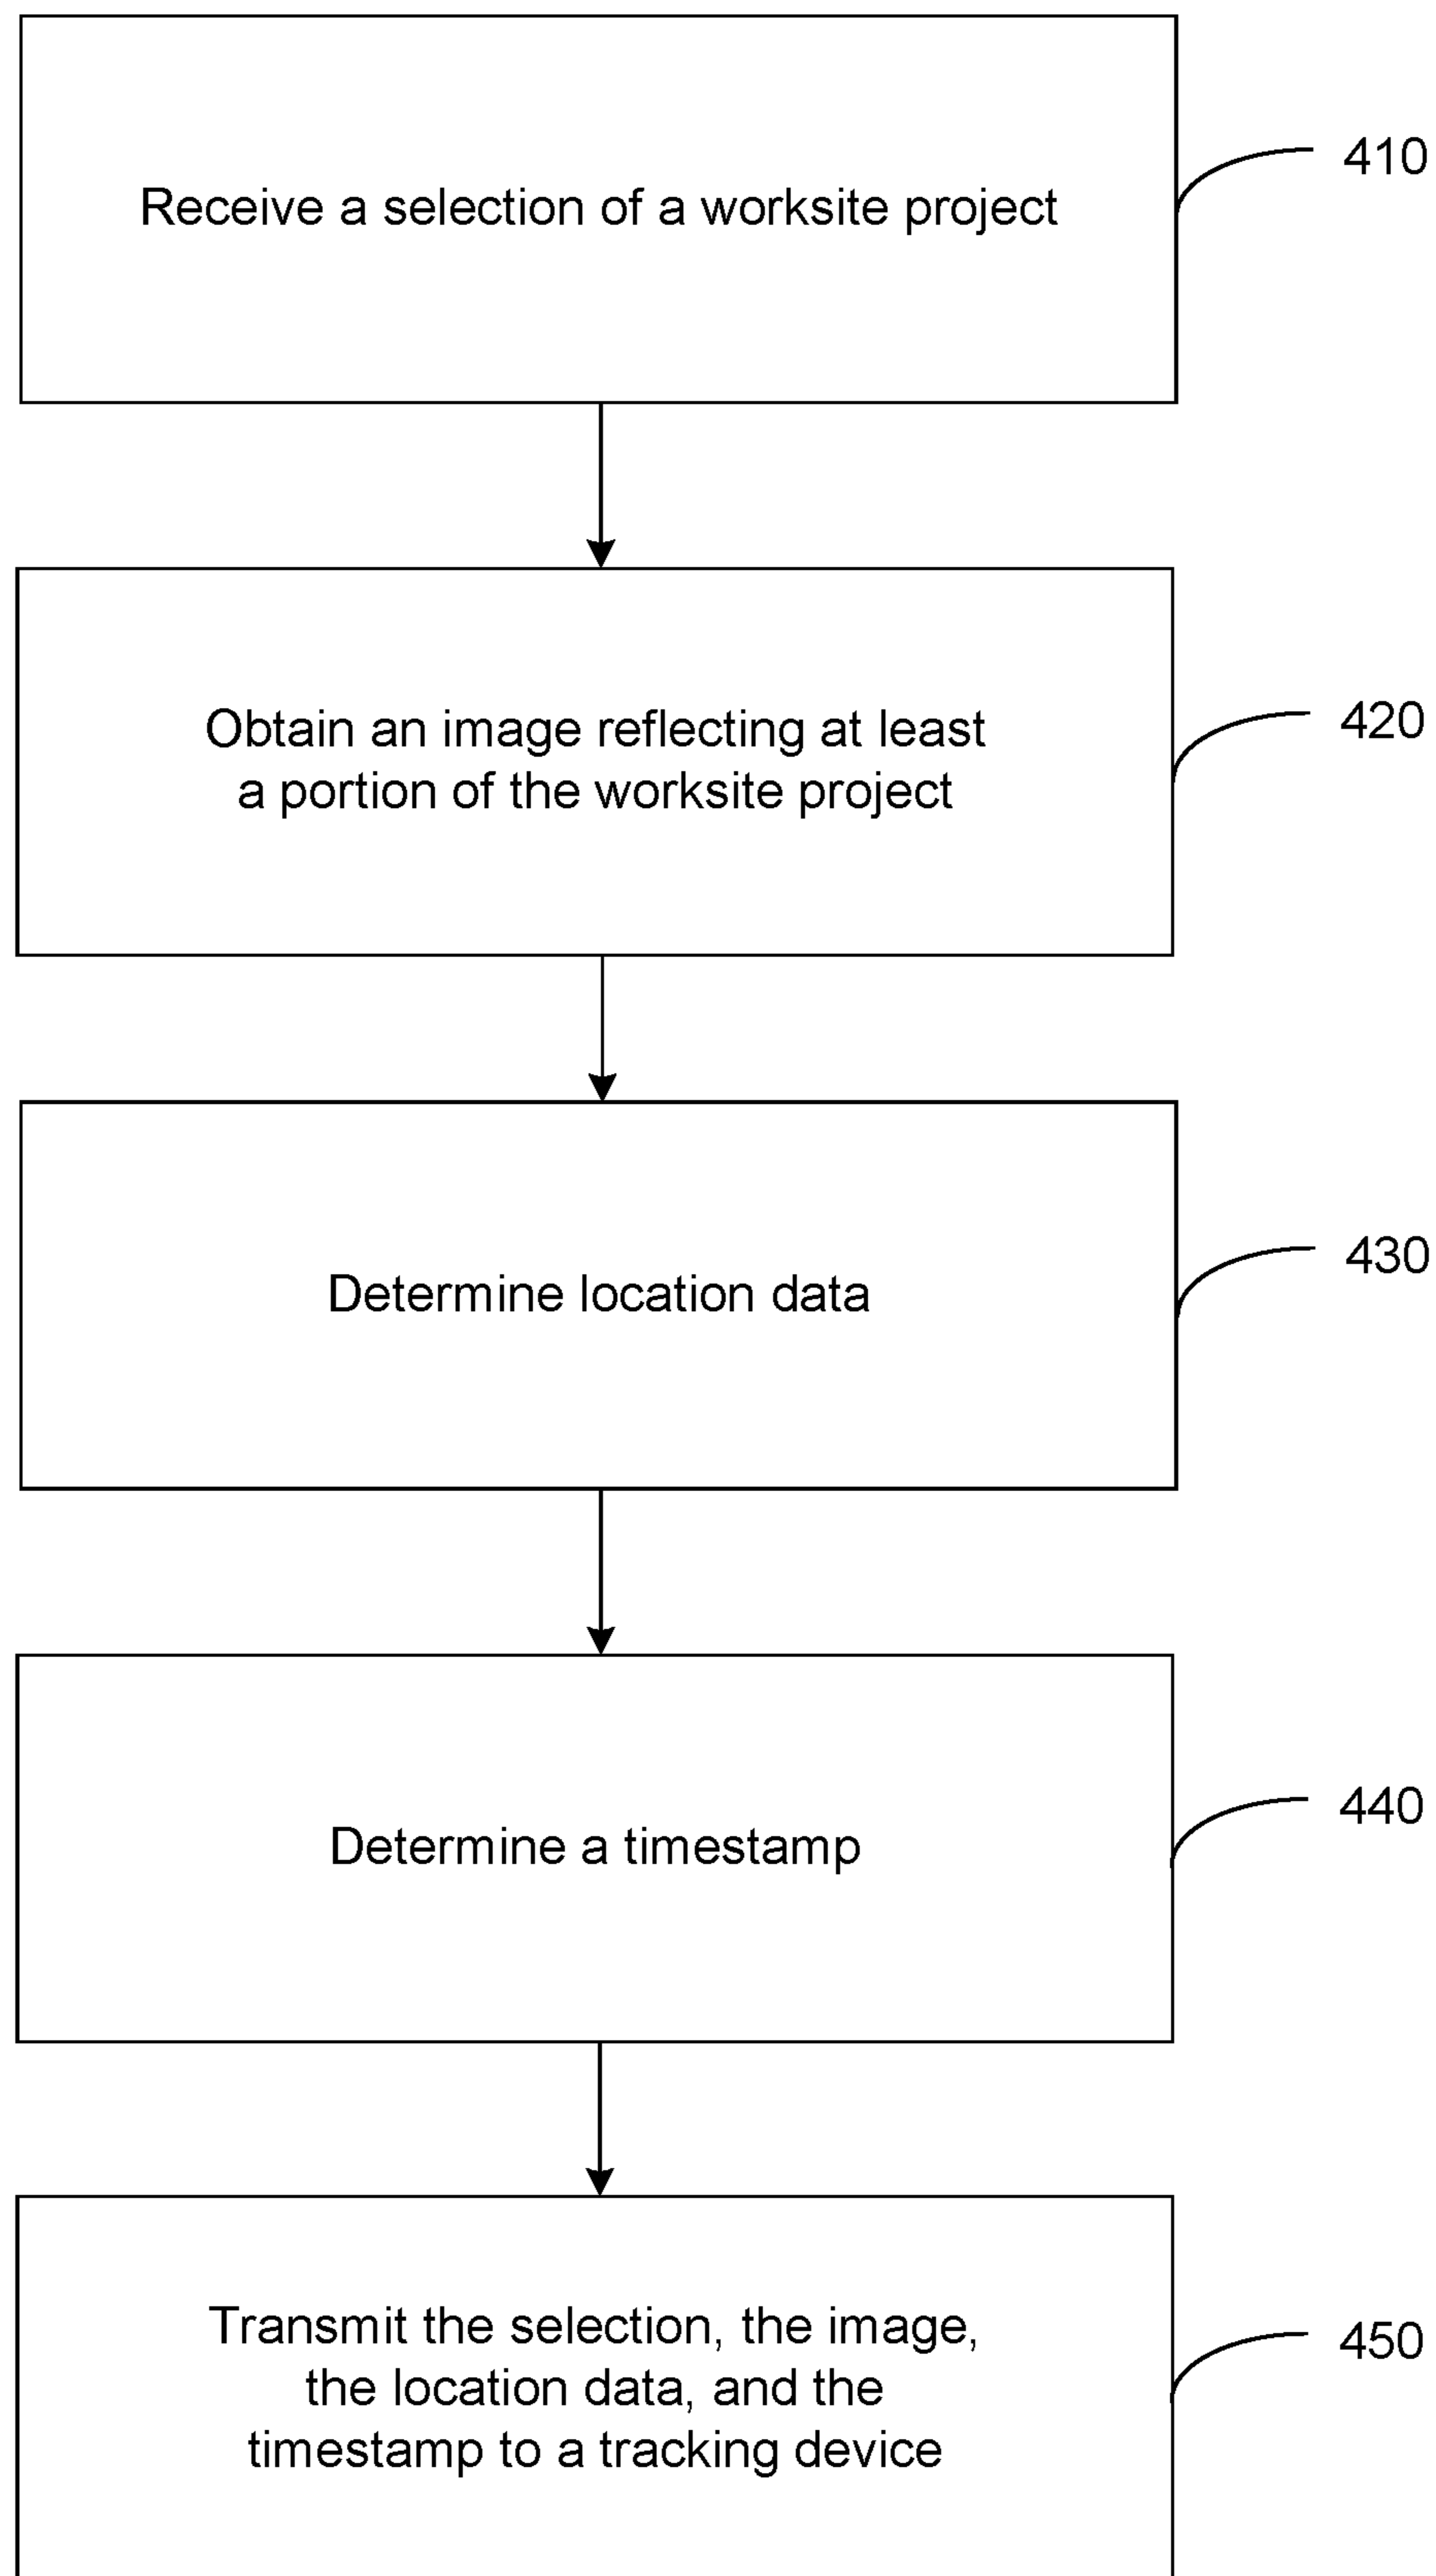 Receive a selection of a worksite project
410
Obtain an image reflecting at least
a portion of the worksite project
420
Determine location data
430
Determine a timestamp
440
Transmit the selection, the image,
the location data, and the
timestamp to a tracking device
450